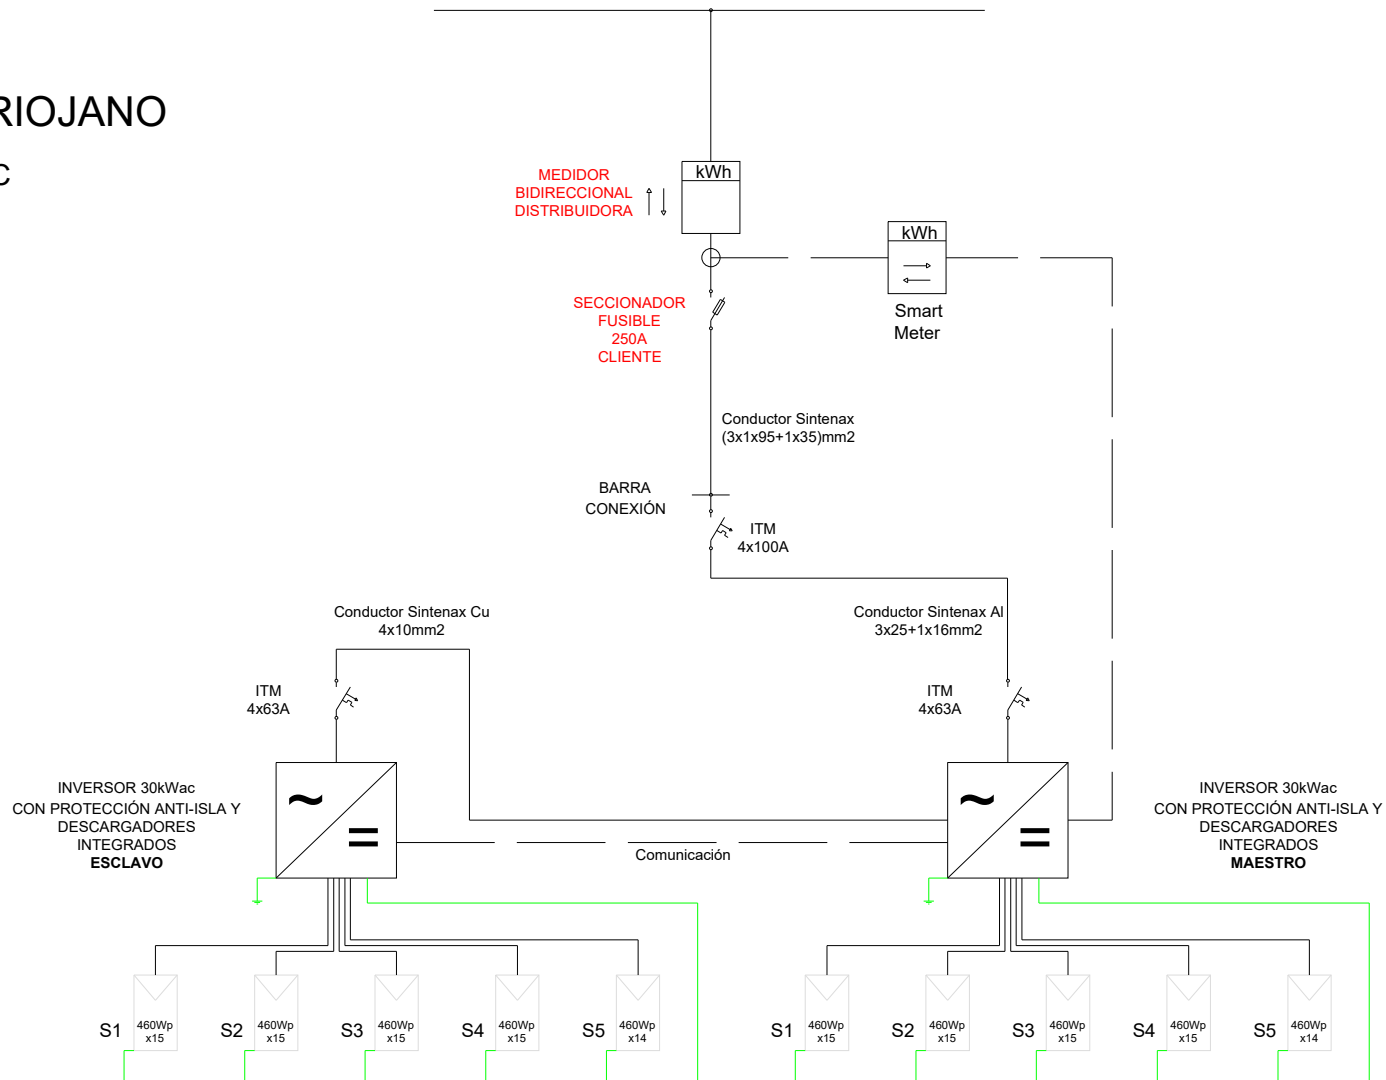 RIOJANO
C
kWh
MEDIDOR
BIDIRECCIONAL
DISTRIBUIDORA
kWh
Smart
Meter
SECCIONADOR
FUSIBLE
250A
CLIENTE
Conductor Sintenax
(3x1x95+1x35)mm2
BARRA
CONEXIÓN
ITM
4x100A
Conductor Sintenax Cu
4x10mm2
Conductor Sintenax Al
3x25+1x16mm2
ITM
4x63A
ITM
4x63A
INVERSOR 30kWac
CON PROTECCIÓN ANTI-ISLA Y
DESCARGADORES
INTEGRADOS
ESCLAVO
~
=
Comunicación
~
=
INVERSOR 30kWac
CON PROTECCIÓN ANTI-ISLA Y
DESCARGADORES
INTEGRADOS
MAESTRO
S1
460Wp
x15
S2
460Wp
x15
S3
460Wp
x15
S4
460Wp
x15
S5
460Wp
x14
S1
460Wp
x15
S2
460Wp
x15
S3
460Wp
x15
S4
460Wp
x15
S5
460Wp
x14